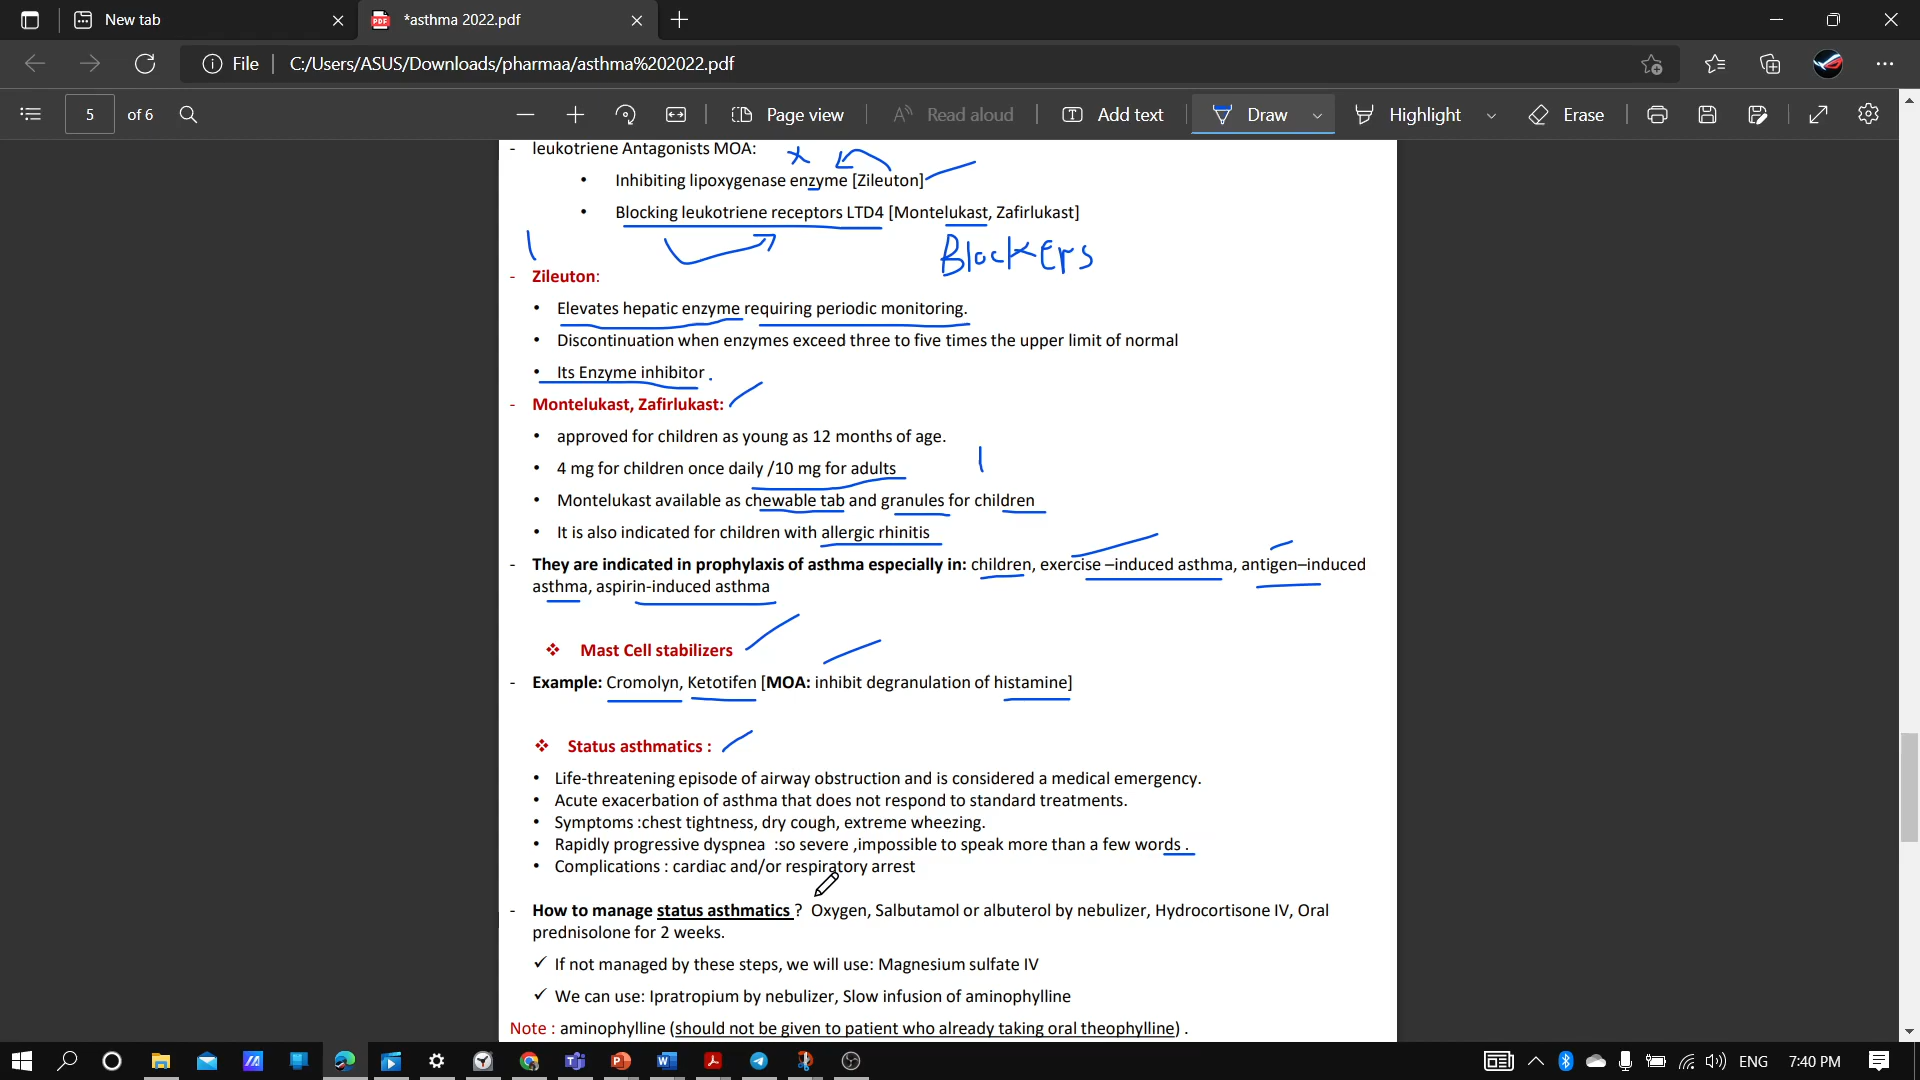 New tab
*asthma 2022.pdf
File | C:/Users/ASUS/Downloads/pharmaa/asthma%202022.pdf
5 of 6 Page view Read aloud Add text Draw Highlight Erase
- leukotriene Antagonists MOA:
• Inhibiting lipoxygenase enzyme [Zileuton]
• Blocking leukotriene receptors LTD4 [Montelukast, Zafirlukast]
BlockErs
- Zileuton:
• Elevates hepatic enzyme requiring periodic monitoring.
• Discontinuation when enzymes exceed three to five times the upper limit of normal
• Its Enzyme inhibitor .
- Montelukast, Zafirlukast:
• approved for children as young as 12 months of age.
• 4 mg for children once daily /10 mg for adults
• Montelukast available as chewable tab and granules for children
• It is also indicated for children with allergic rhinitis
- They are indicated in prophylaxis of asthma especially in: children, exercise –induced asthma, antigen–induced
asthma, aspirin-induced asthma
❖ Mast Cell stabilizers
- Example: Cromolyn, Ketotifen [MOA: inhibit degranulation of histamine]
❖ Status asthmatics :
• Life-threatening episode of airway obstruction and is considered a medical emergency.
• Acute exacerbation of asthma that does not respond to standard treatments.
• Symptoms :chest tightness, dry cough, extreme wheezing.
• Rapidly progressive dyspnea :so severe ,impossible to speak more than a few words .
• Complications : cardiac and/or respiratory arrest
- How to manage status asthmatics ? Oxygen, Salbutamol or albuterol by nebulizer, Hydrocortisone IV, Oral
prednisolone for 2 weeks.
✓ If not managed by these steps, we will use: Magnesium sulfate IV
✓ We can use: Ipratropium by nebulizer, Slow infusion of aminophylline
Note : aminophylline (should not be given to patient who already taking oral theophylline) .
ENG 7:40 PM